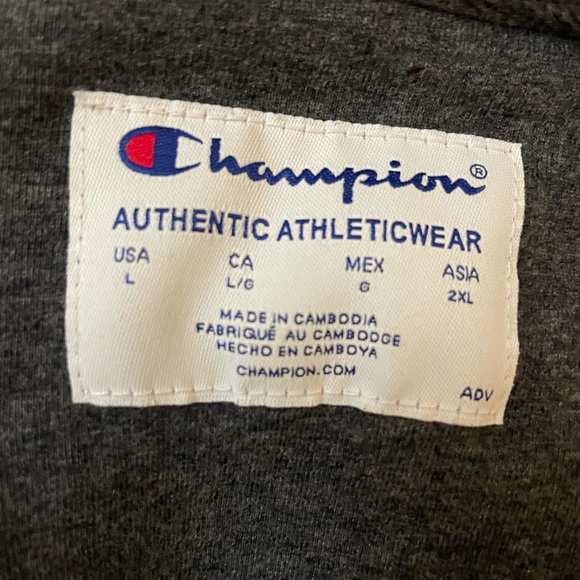 Champion®
AUTHENTIC ATHLETICWEAR
USA CA MEX ASIA
L L/G G 2XL
MADE IN CAMBODIA
FABRIQUÉ AU CAMBODGE
HECHO EN CAMBOYA
CHAMPION.COM
ADV